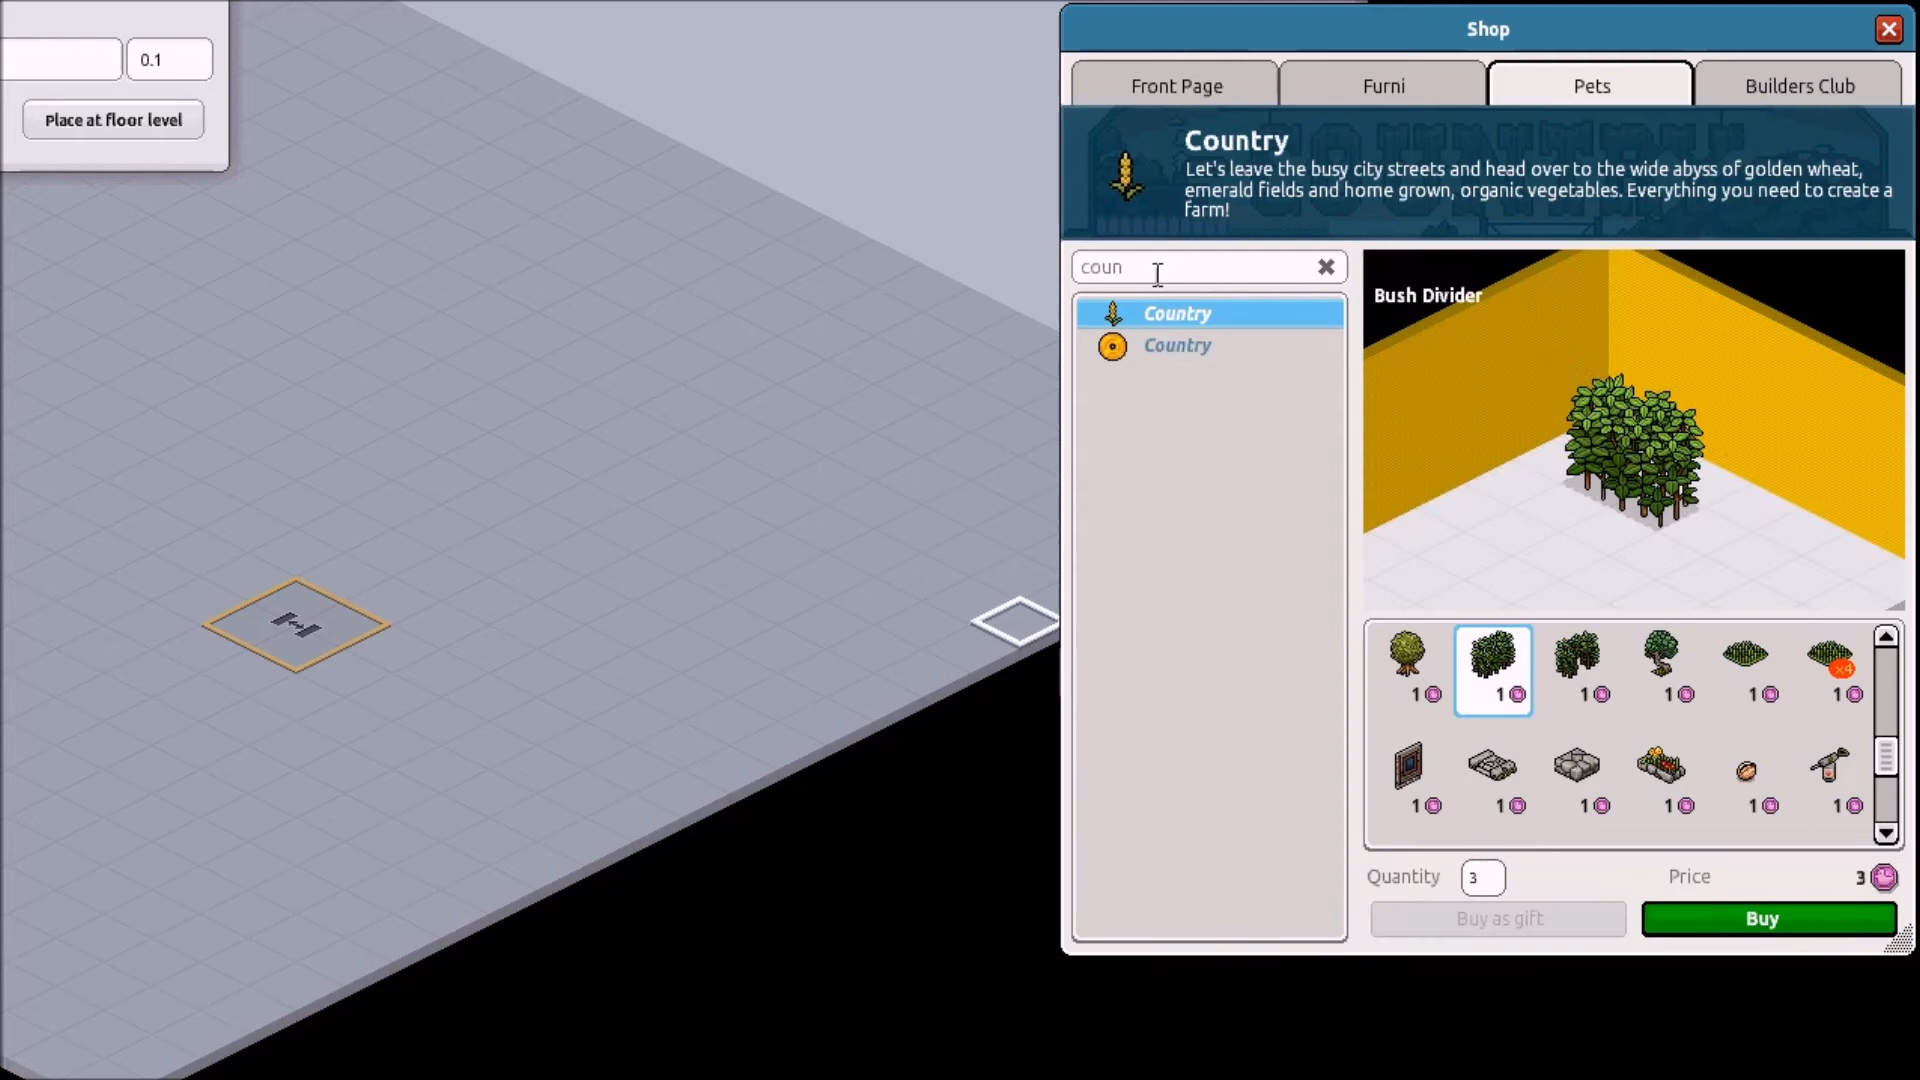 0.1
Place at floor level
Shop
Front Page
Furni
Pets
Builders Club
Country
Let's leave the busy city streets and head over to the wide abyss of golden wheat,
emerald fields and home grown, organic vegetables. Everything you need to create a
farm!
coun
Country
Country
Bush Divider
1 1 1 1 1 x4 1
1 1 1 1 1 1
Quantity 3 Price 3
Buy as gift Buy